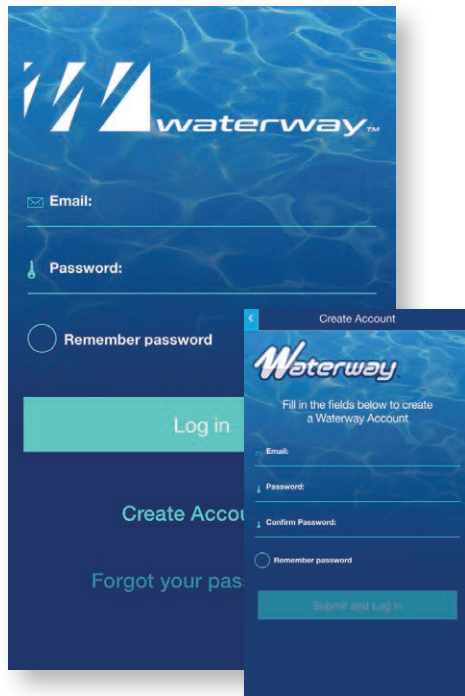 waterway™
Email:
Password:
Remember password
Log in
Create Accou
Forgot your pas
Create Account
Waterway
Fill in the fields below to create
a Waterway Account
Email:
Password:
Confirm Password:
Remember password
Submit and Log in